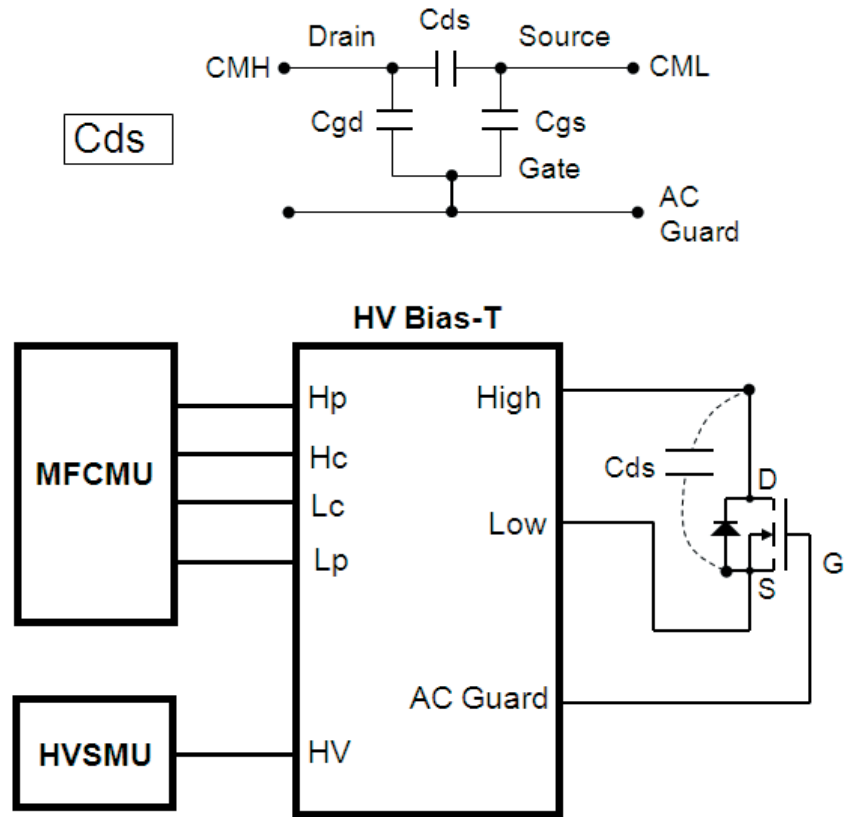 Cds
Drain
Source
CMH
CML
Cgd
Cgs
Cds
Gate
AC
Guard
HV Bias-T
Hp
High
Hc
MFCMU
Cds
D
Lc
Low
Lp
G
S
AC Guard
HVSMU
HV